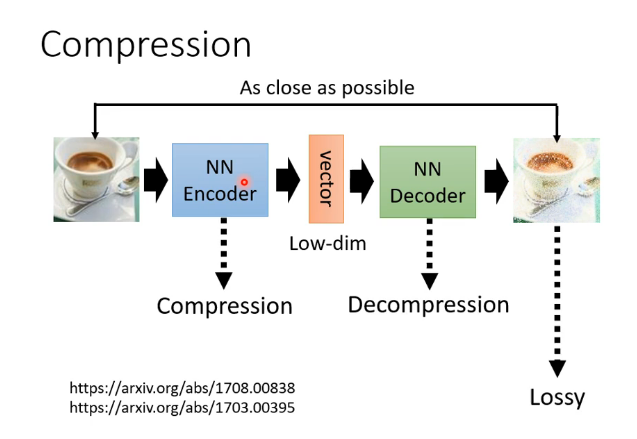 Compression
As close as possible
NN
Encoder
vector
NN
Decoder
Low-dim
Compression
Decompression
Lossy
https://arxiv.org/abs/1708.00838
https://arxiv.org/abs/1703.00395